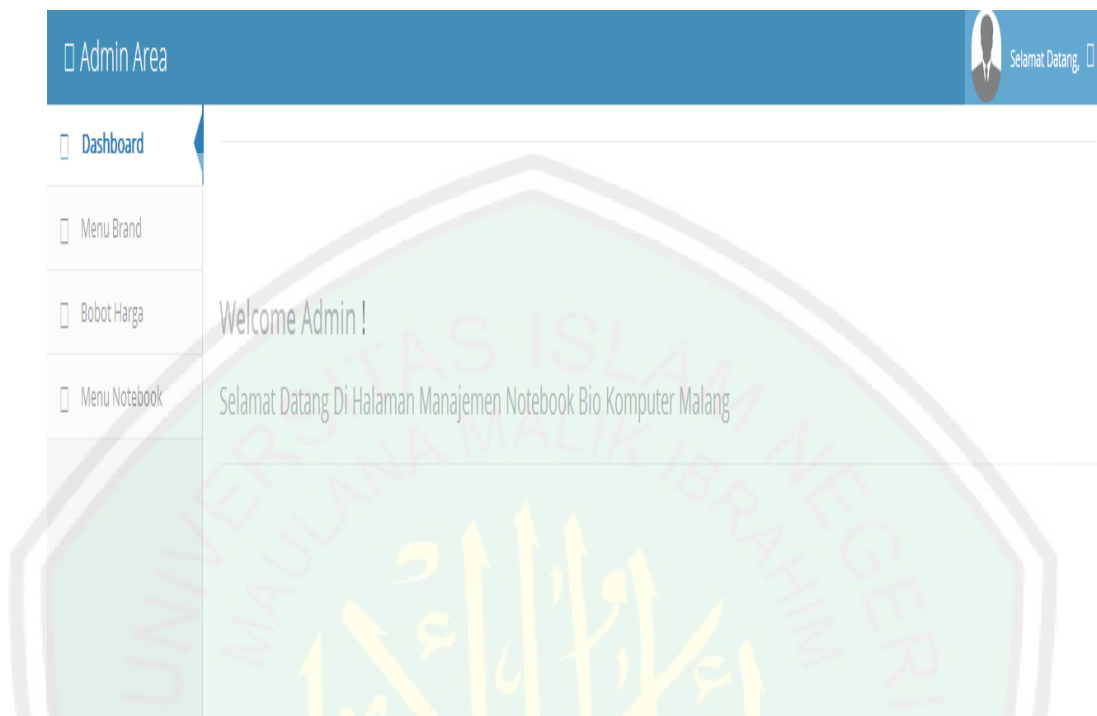 Admin Area
Selamat Datang,
Dashboard
Menu Brand
Bobot Harga
Menu Notebook
Welcome Admin !
Selamat Datang Di Halaman Manajemen Notebook Bio Komputer Malang
UNIVERSITAS ISLAM NEGERI
MAULANA MALIK IBRAHIM